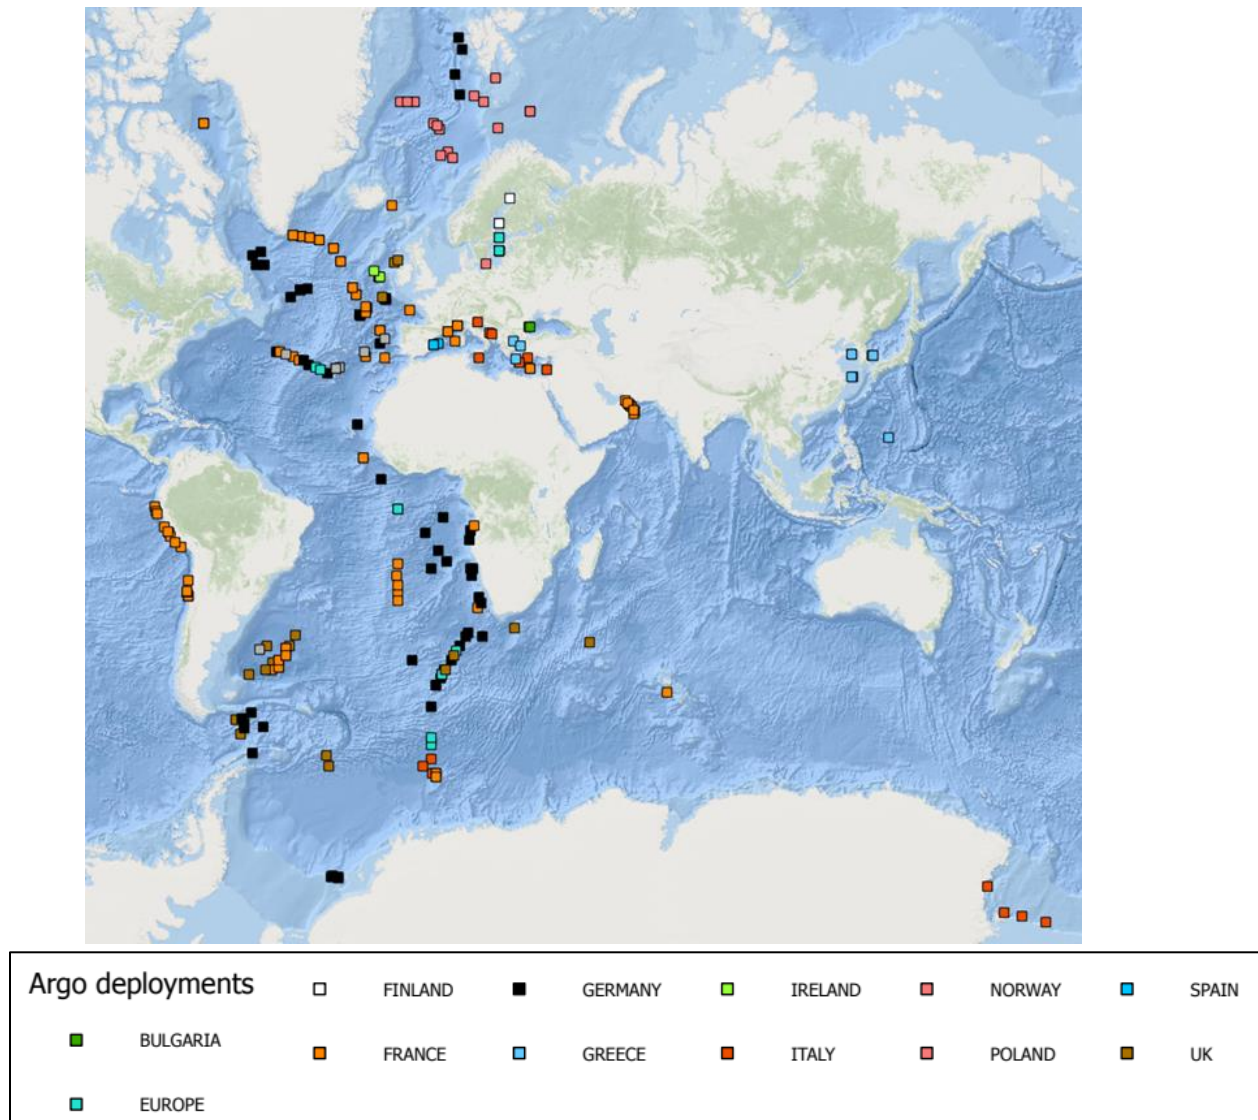 Argo deployments
FINLAND GERMANY IRELAND NORWAY SPAIN
BULGARIA
FRANCE GREECE ITALY POLAND UK
EUROPE